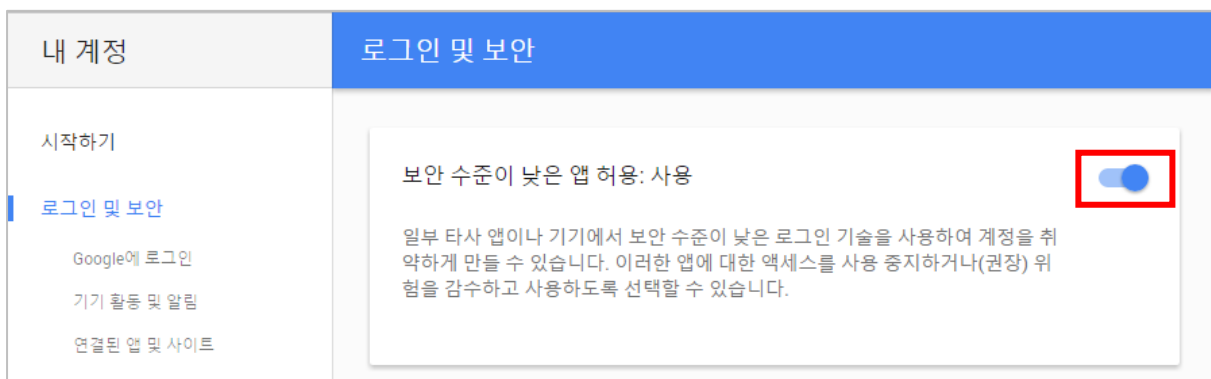 내 계정
로그인 및 보안
시작하기
로그인 및 보안
Google에 로그인
기기 활동 및 알림
연결된 앱 및 사이트
보안 수준이 낮은 앱 허용: 사용
일부 타사 앱이나 기기에서 보안 수준이 낮은 로그인 기술을 사용하여 계정을 취
약하게 만들 수 있습니다. 이러한 앱에 대한 액세스를 사용 중지하거나(권장) 위
험을 감수하고 사용하도록 선택할 수 있습니다.